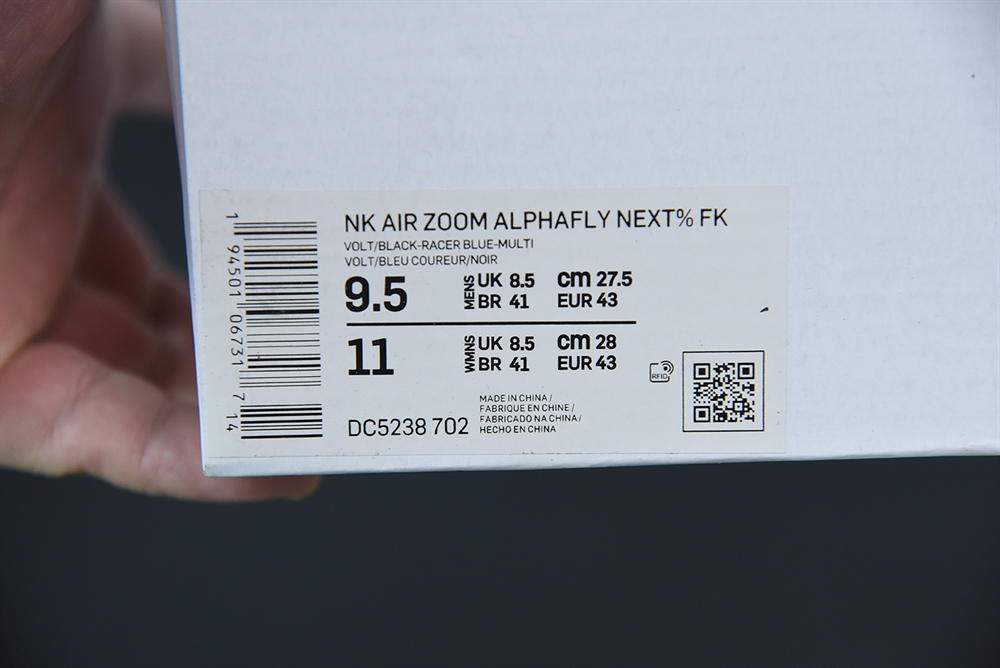 NK AIR ZOOM ALPHAFLY NEXT% FK
VOLT/BLACK-RACER BLUE-MULTI
VOLT/BLEU COUREUR/NOIR
9.5 MENS UK 8.5 cm 27.5
BR 41 EUR 43
11 WMNS UK 8.5 cm 28
BR 41 EUR 43
RFID
DC5238 702
MADE IN CHINA /
FABRIQUE EN CHINE /
FABRICADO NA CHINA /
HECHO EN CHINA
1 94501 06731 7 14